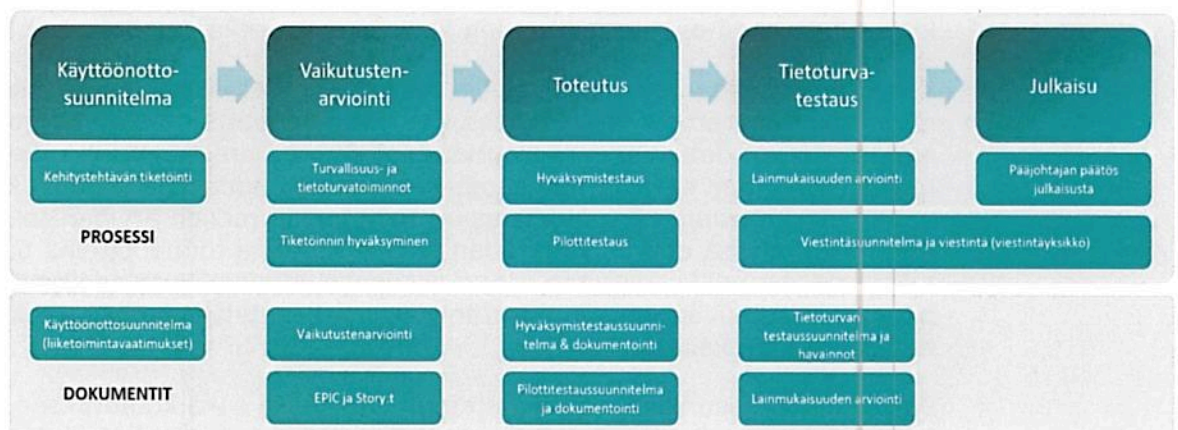 Käyttöönotto-
suunnitelma
Vaikutusten-
arviointi
Toteutus
Tietoturva-
testaus
Julkaisu
Kehitystehtävän tiketöinti
Turvallisuus- ja
tietoturvatoiminnot
Hyväksymistestaus
Lainmukaisuuden arviointi
Pääjohtajan päätös
julkaisusta
PROSESSI
Tiketöinnin hyväksyminen
Pilottitestaus
Viestintäsuunnitelma ja viestintä (viestintäyksikkö)
Käyttöönottosuunnitelma
(liiketoimintavaatimukset)
Vaikutustenarviointi
Hyväksymistestaussuunni-
telma & dokumentointi
Tietoturvan
testaussuunnitelma ja
havainnot
DOKUMENTIT
EPIC ja Story:t
Pilottitestaussuunnitelma
ja dokumentointi
Lainmukaisuuden arviointi